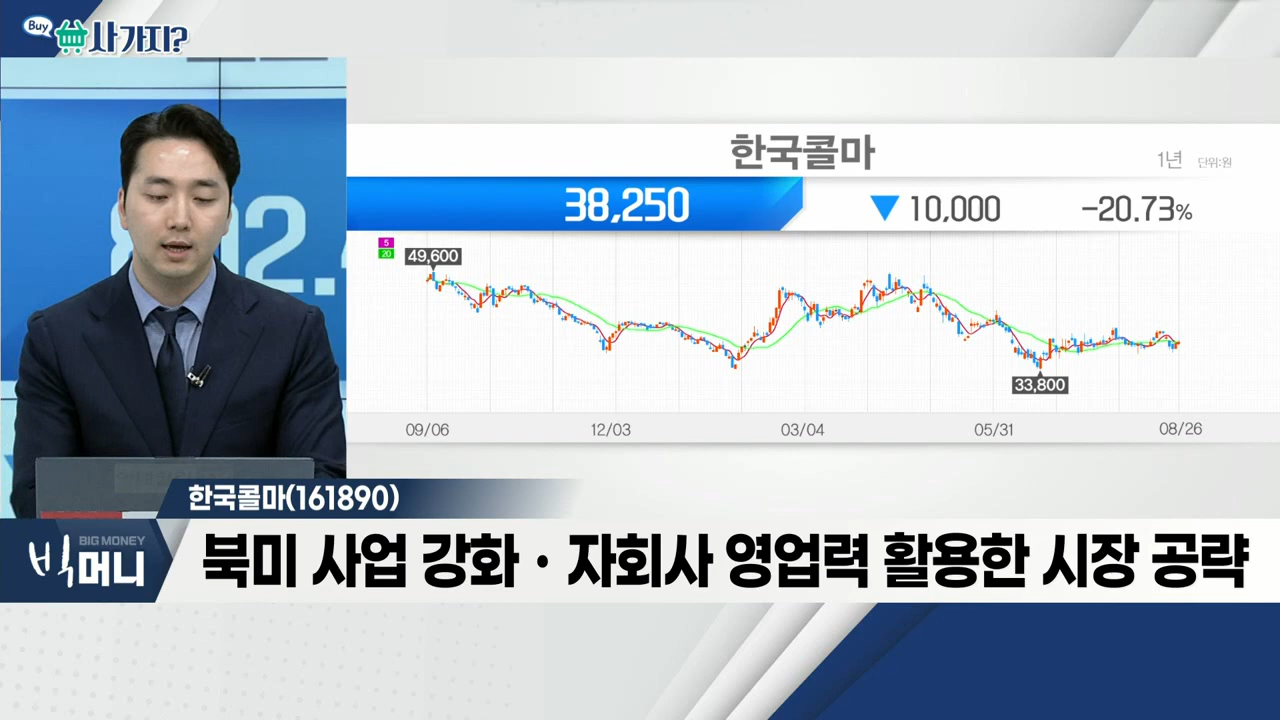 Buy
사가지?
802.4
한국콜마
1년 단위:원
38,250 ▼ 10,000 -20.73%
5
20
49,600
33,800
09/06 12/03 03/04 05/31 08/26
한국콜마(161890)
BIG MONEY
빅머니
북미 사업 강화 · 자회사 영업력 활용한 시장 공략